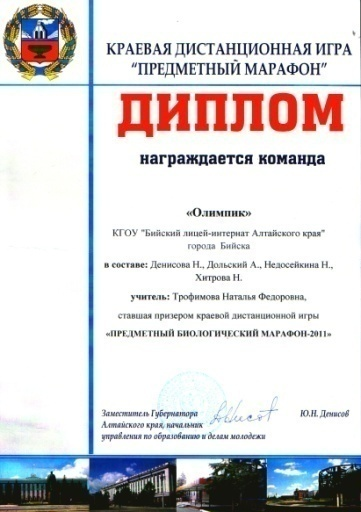 КРАЕВАЯ ДИСТАНЦИОННАЯ ИГРА
"ПРЕДМЕТНЫЙ МАРАФОН"
ДИПЛОМ
награждается команда
«Олимпик»
КГОУ "Бийский лицей-интернат Алтайского края"
города Бийска
в составе: Денисова Н., Дольский А., Недосейкина Н.,
Хитрова Н.
учитель: Трофимова Наталья Федоровна,
ставшая призером краевой дистанционной игры
«ПРЕДМЕТНЫЙ БИОЛОГИЧЕСКИЙ МАРАФОН-2011»
Заместитель Губернатора
Алтайского края, начальник
управления по образованию и делам молодежи
Ю.Н. Денисов